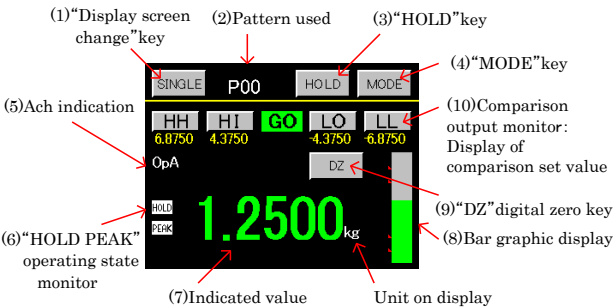 (1)“Display screen
change”key
(2)Pattern used
(3)“HOLD”key
(4)“MODE”key
SINGLE P00 HOLD MODE
(5)Ach indication
HH HI GO LO LL
6.8750 4.3750 -4.3750 -6.8750
(10)Comparison
output monitor:
Display of
comparison set value
OpA
DZ
HOLD
PEAK
1.2500 kg
(9)“DZ”digital zero key
(6)“HOLD PEAK”
operating state
monitor
(8)Bar graphic display
(7)Indicated value
Unit on display